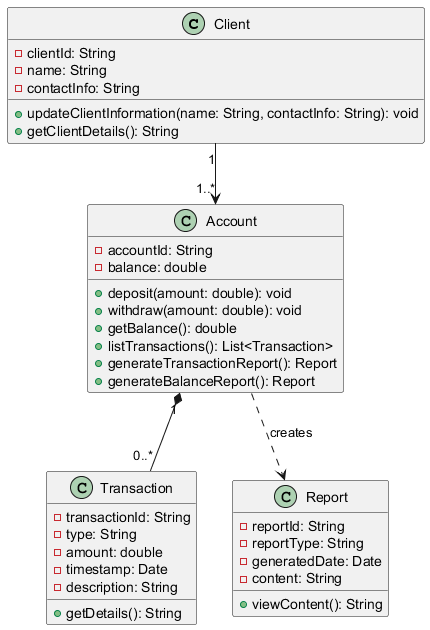 C Client
clientId: String
name: String
contactInfo: String
updateClientInformation(name: String, contactInfo: String): void
getClientDetails(): String
1
1..*
C Account
accountId: String
balance: double
deposit(amount: double): void
withdraw(amount: double): void
getBalance(): double
listTransactions(): List<Transaction>
generateTransactionReport(): Report
generateBalanceReport(): Report
1
creates
0..*
C Transaction
transactionId: String
type: String
amount: double
timestamp: Date
description: String
getDetails(): String
C Report
reportId: String
reportType: String
generatedDate: Date
content: String
viewContent(): String